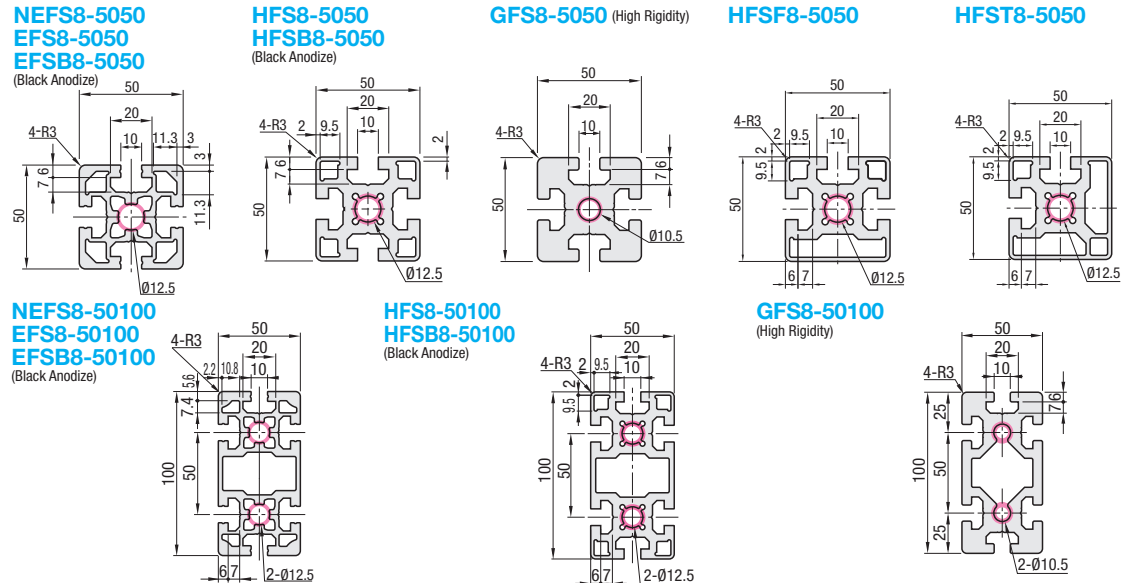 NEFS8-5050
EFS8-5050
EFSB8-5050
(Black Anodize)
50
20
10
11.3
3
4-R3
3
6
7
11.3
50
Ø12.5
HFS8-5050
HFSB8-5050
(Black Anodize)
50
20
2
9.5
10
4-R3
2
6
7
50
Ø12.5
GFS8-5050 (High Rigidity)
50
20
10
4-R3
6
7
50
Ø10.5
HFSF8-5050
50
20
2
9.5
10
4-R3
2
9.5
50
6
7
Ø12.5
HFST8-5050
50
20
2
9.5
10
4-R3
2
9.5
50
6
7
Ø12.5
NEFS8-50100
EFS8-50100
EFSB8-50100
(Black Anodize)
50
4-R3
20
2.2
10.8
10
5.6
7.4
100
50
6
7
2-Ø12.5
HFS8-50100
HFSB8-50100
(Black Anodize)
50
20
4-R3
2
9.5
10
2
9.5
100
50
6
7
2-Ø12.5
GFS8-50100
(High Rigidity)
50
20
4-R3
10
6
7
25
100
50
25
2-Ø10.5